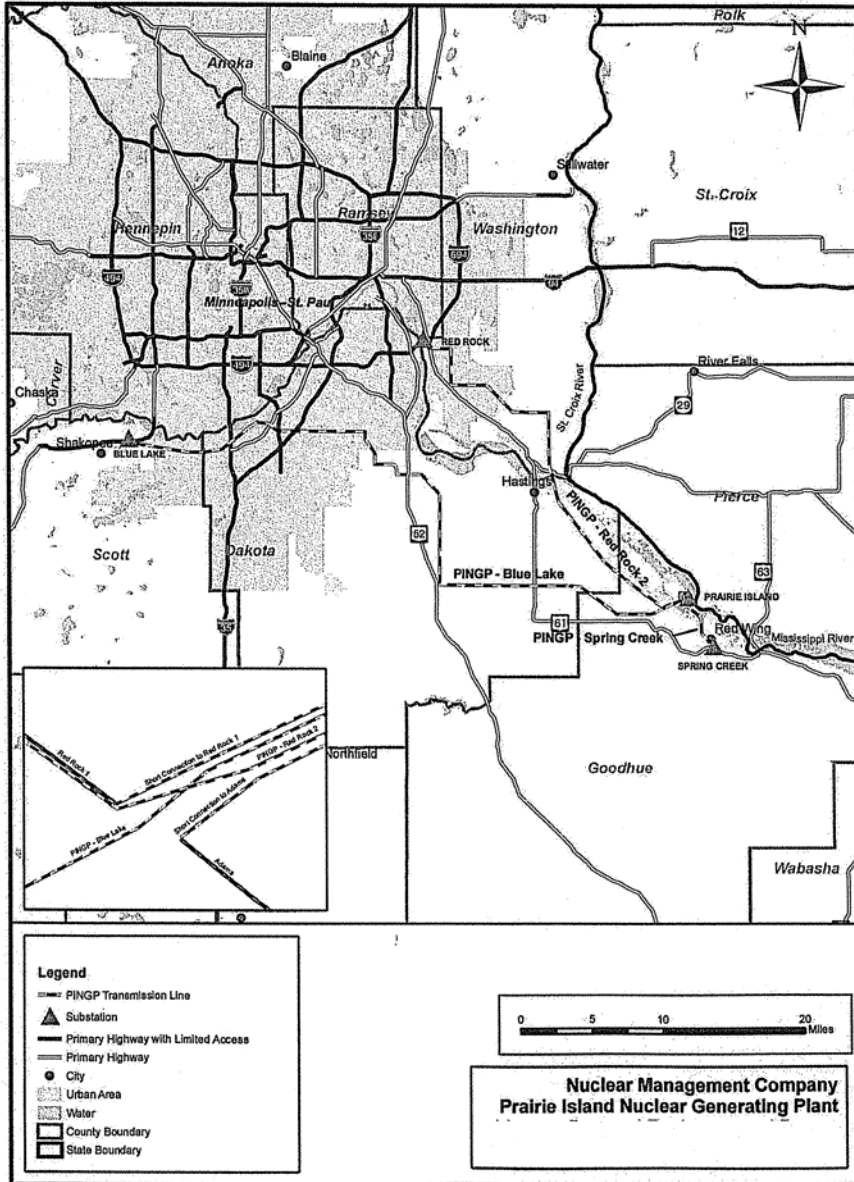 Polk
N
Anoka
Blaine
Stillwater
St. Croix
Ramsey
Hennepin
Washington
12
35E
694
494
35W
94
Minneapolis-St. Paul
RED ROCK
494
River Falls
Carver
Chaska
St. Croix River
29
Shakopee
BLUE LAKE
Hastings
Pierce
PINGP - Red Rock 2
Scott
Dakota
52
PINGP - Blue Lake
63
PRAIRIE ISLAND
61
Red Wing
Mississippi River
PINGP Spring Creek
35
SPRING CREEK
Northfield
Goodhue
Wabasha
Red Rock 1
Short Connection to Red Rock 1
PINGP - Red Rock 2
Short Connection to Adams
PINGP - Blue Lake
Adams
Legend
PINGP Transmission Line
Substation
Primary Highway with Limited Access
Primary Highway
City
Urban Area
Water
County Boundary
State Boundary
0 5 10 20
Miles
Nuclear Management Company
Prairie Island Nuclear Generating Plant